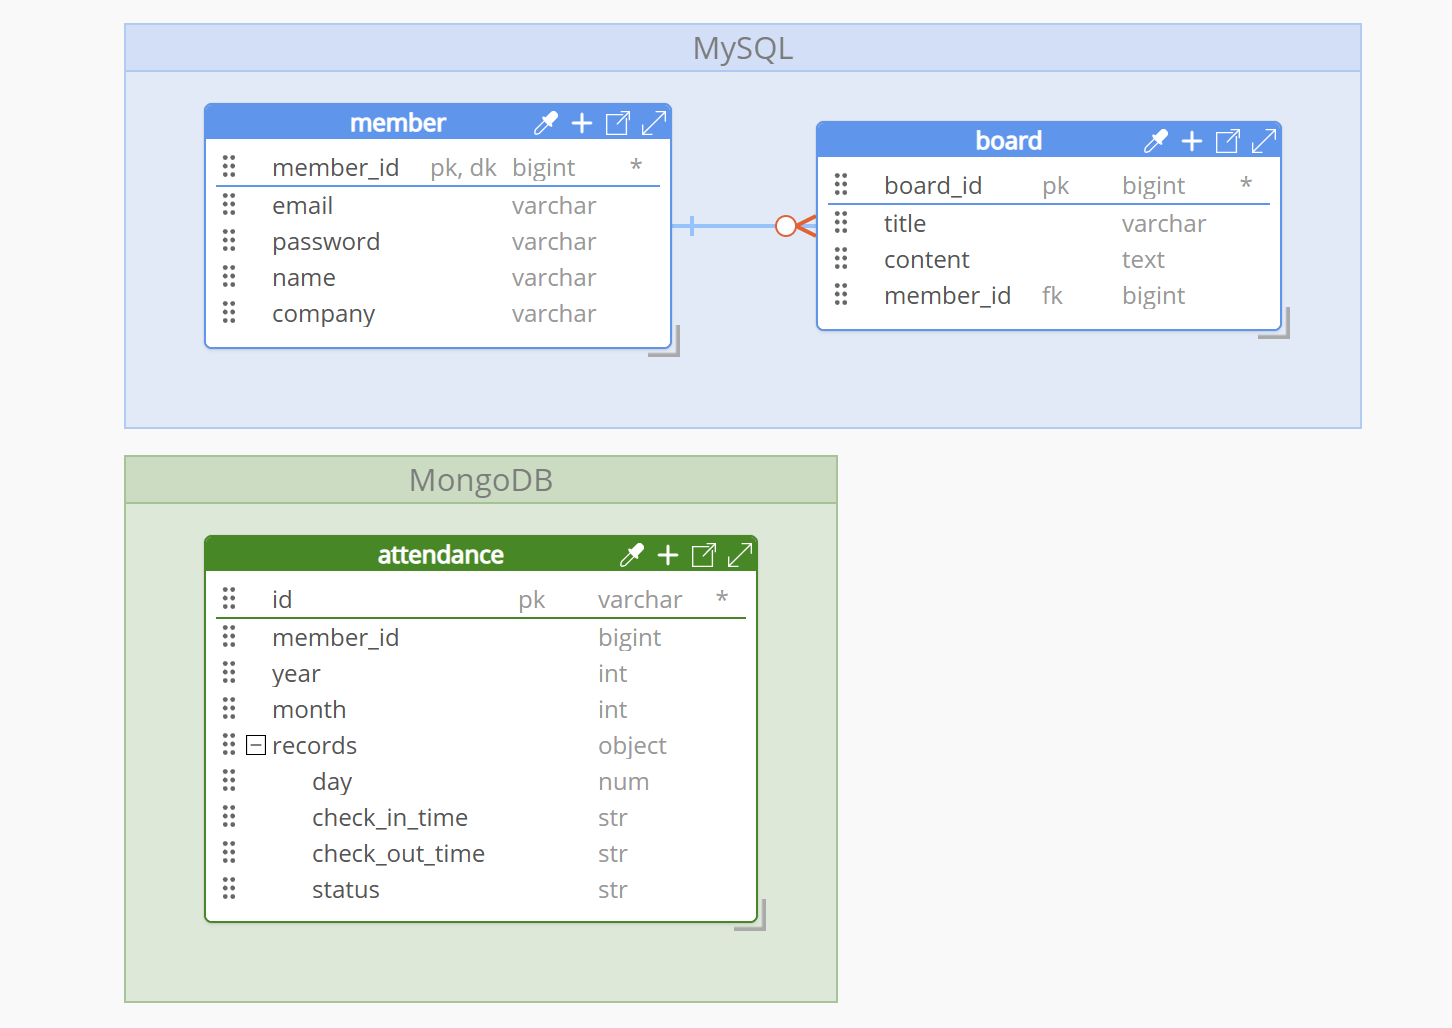 MySQL
member
member_id pk, dk bigint *
email varchar
password varchar
name varchar
company varchar
board
board_id pk bigint *
title varchar
content text
member_id fk bigint
MongoDB
attendance
id pk varchar *
member_id bigint
year int
month int
records object
day num
check_in_time str
check_out_time str
status str